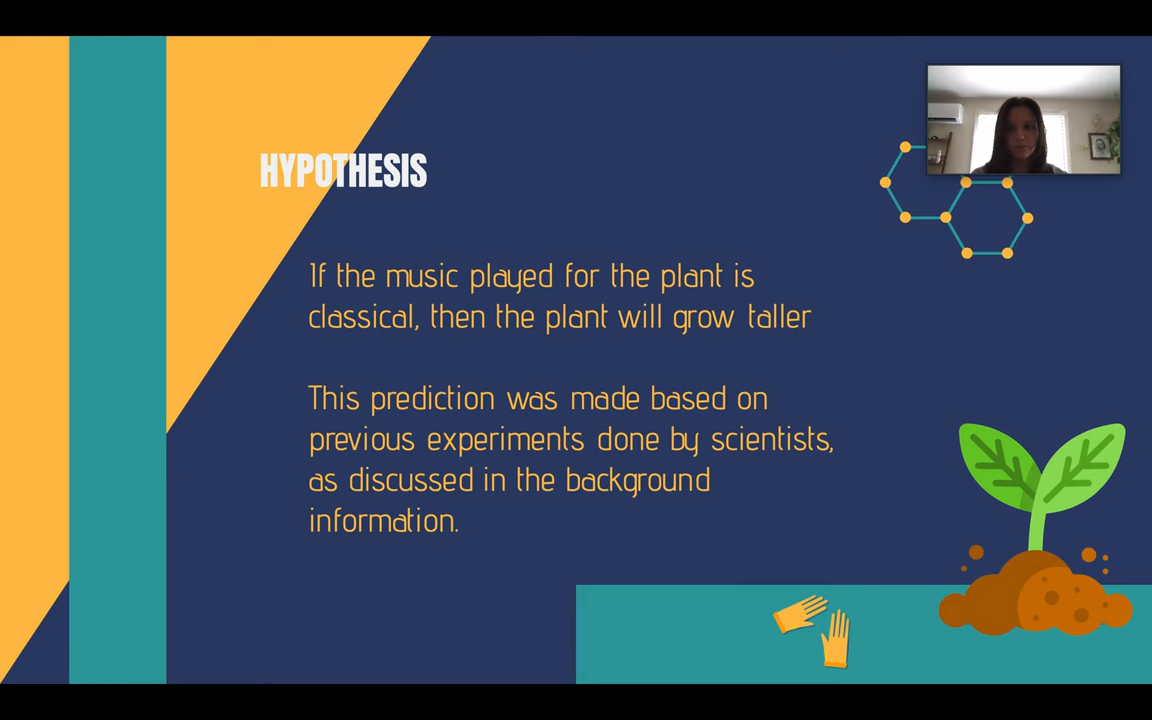 HYPOTHESIS
If the music played for the plant is
classical, then the plant will grow taller
This prediction was made based on
previous experiments done by scientists,
as discussed in the background
information.